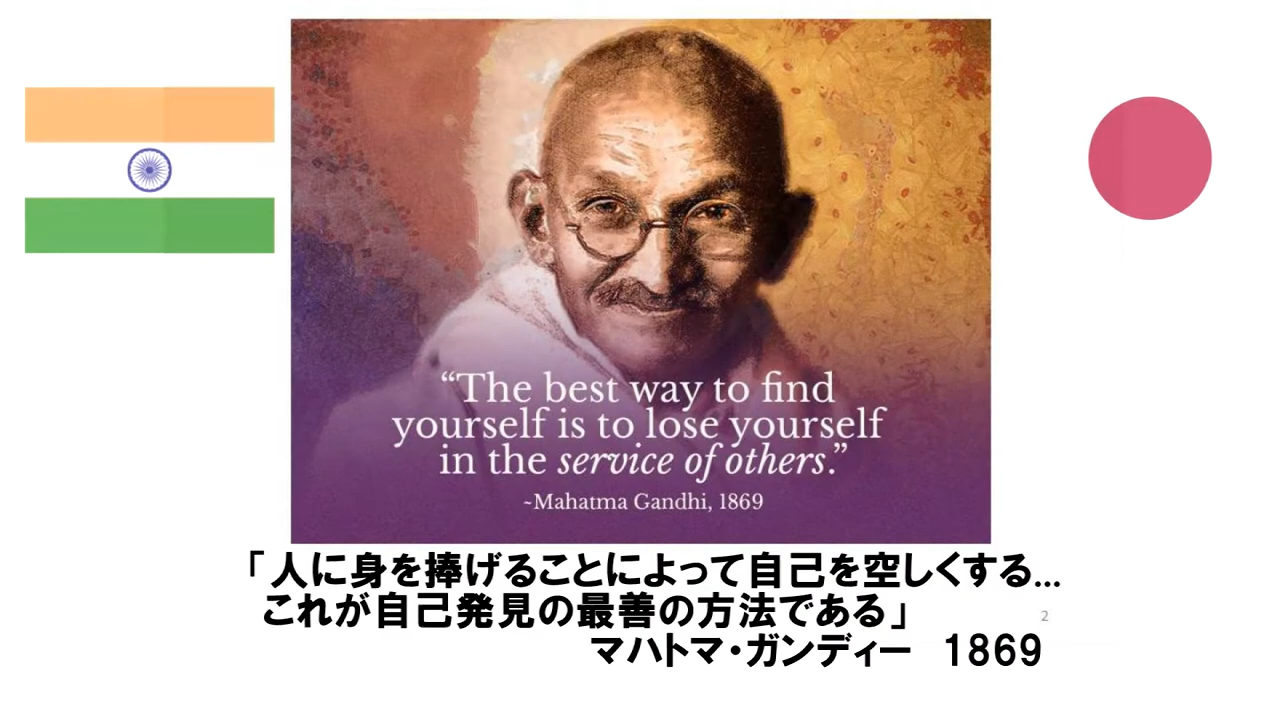 “The best way to find
yourself is to lose yourself
in the service of others.”
~Mahatma Gandhi, 1869
「人に身を捧げることによって自己を空しくする...
これが自己発見の最善の方法である」
2
マハトマ・ガンディー　1869